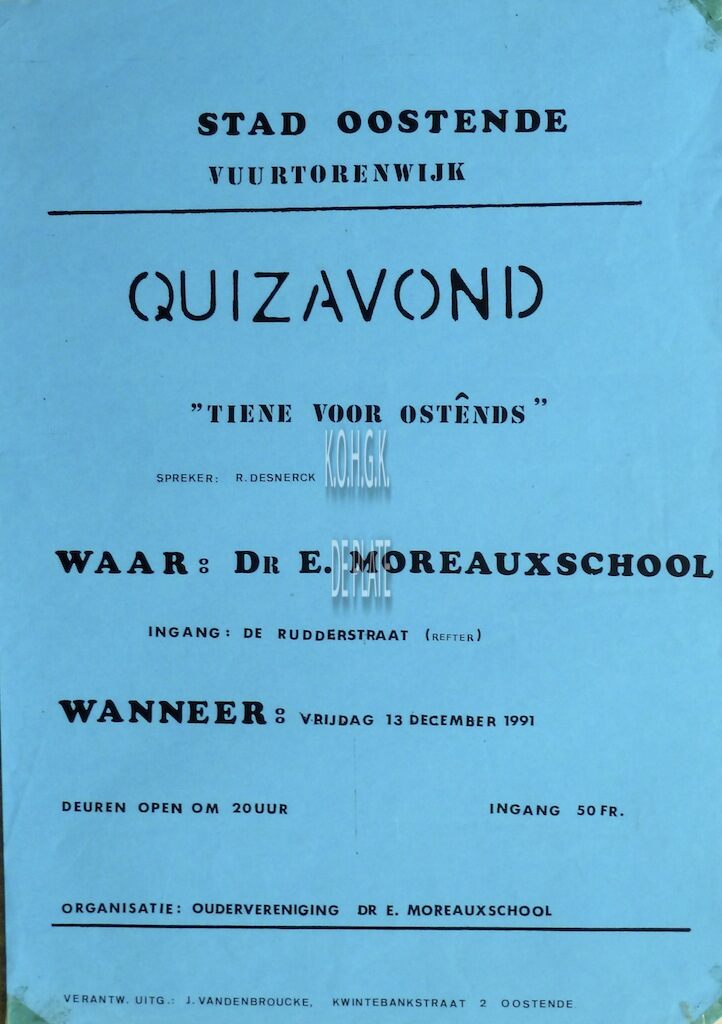 STAD OOSTENDE
VUURTORENWIJK
QUIZAVOND
"TIENE VOOR OSTÊNDS"
SPREKER: R. DESNERCK
K.O.H.G.K.
DE PLATE
WAAR: DR E. MOREAUXSCHOOL
INGANG: DE RUDDERSTRAAT (REFTER)
WANNEER: VRIJDAG 13 DECEMBER 1991
DEUREN OPEN OM 20 UUR INGANG 50 FR.
ORGANISATIE: OUDERVERENIGING DR E. MOREAUXSCHOOL
VERANTW. UITG.: J. VANDENBROUCKE, KWINTEBANKSTRAAT 2 OOSTENDE